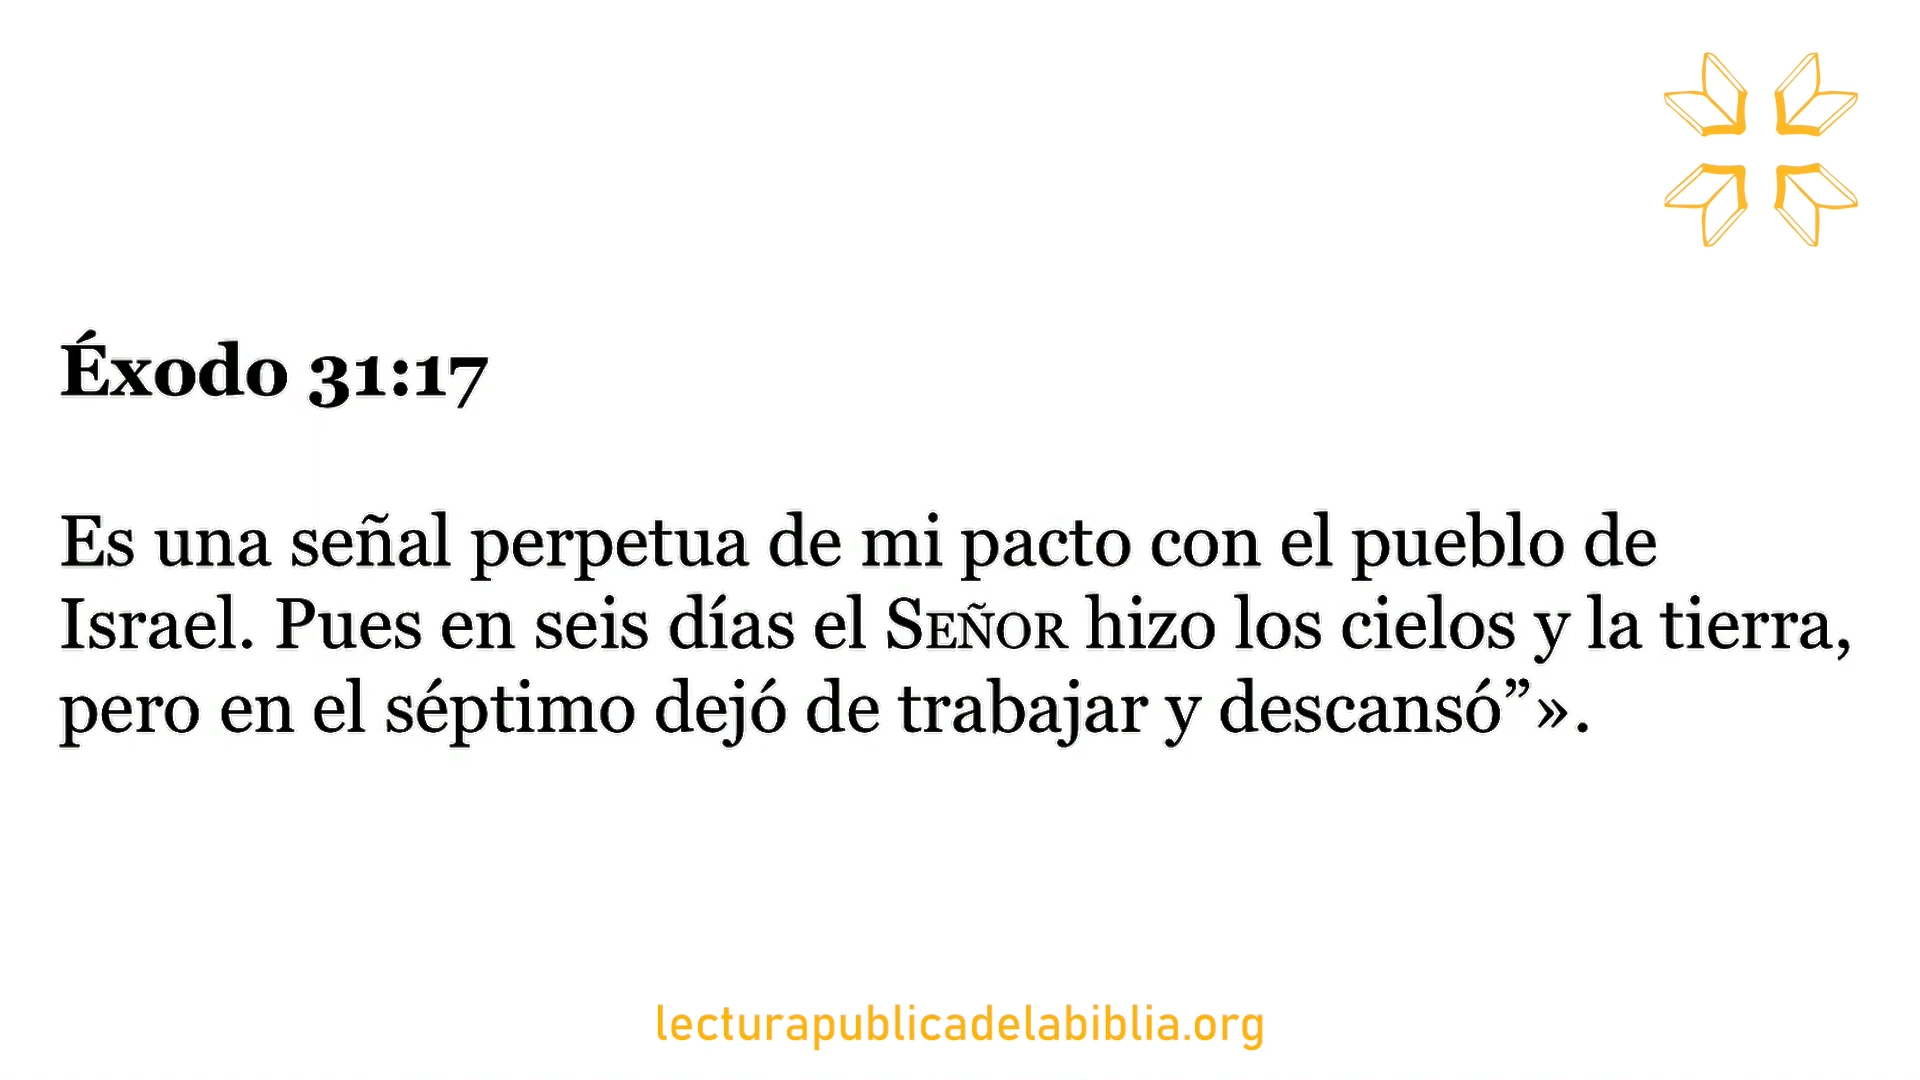 Éxodo 31:17
Es una señal perpetua de mi pacto con el pueblo de
Israel. Pues en seis días el SEÑOR hizo los cielos y la tierra,
pero en el séptimo dejó de trabajar y descansó”».
lecturapublicadelabiblia.org